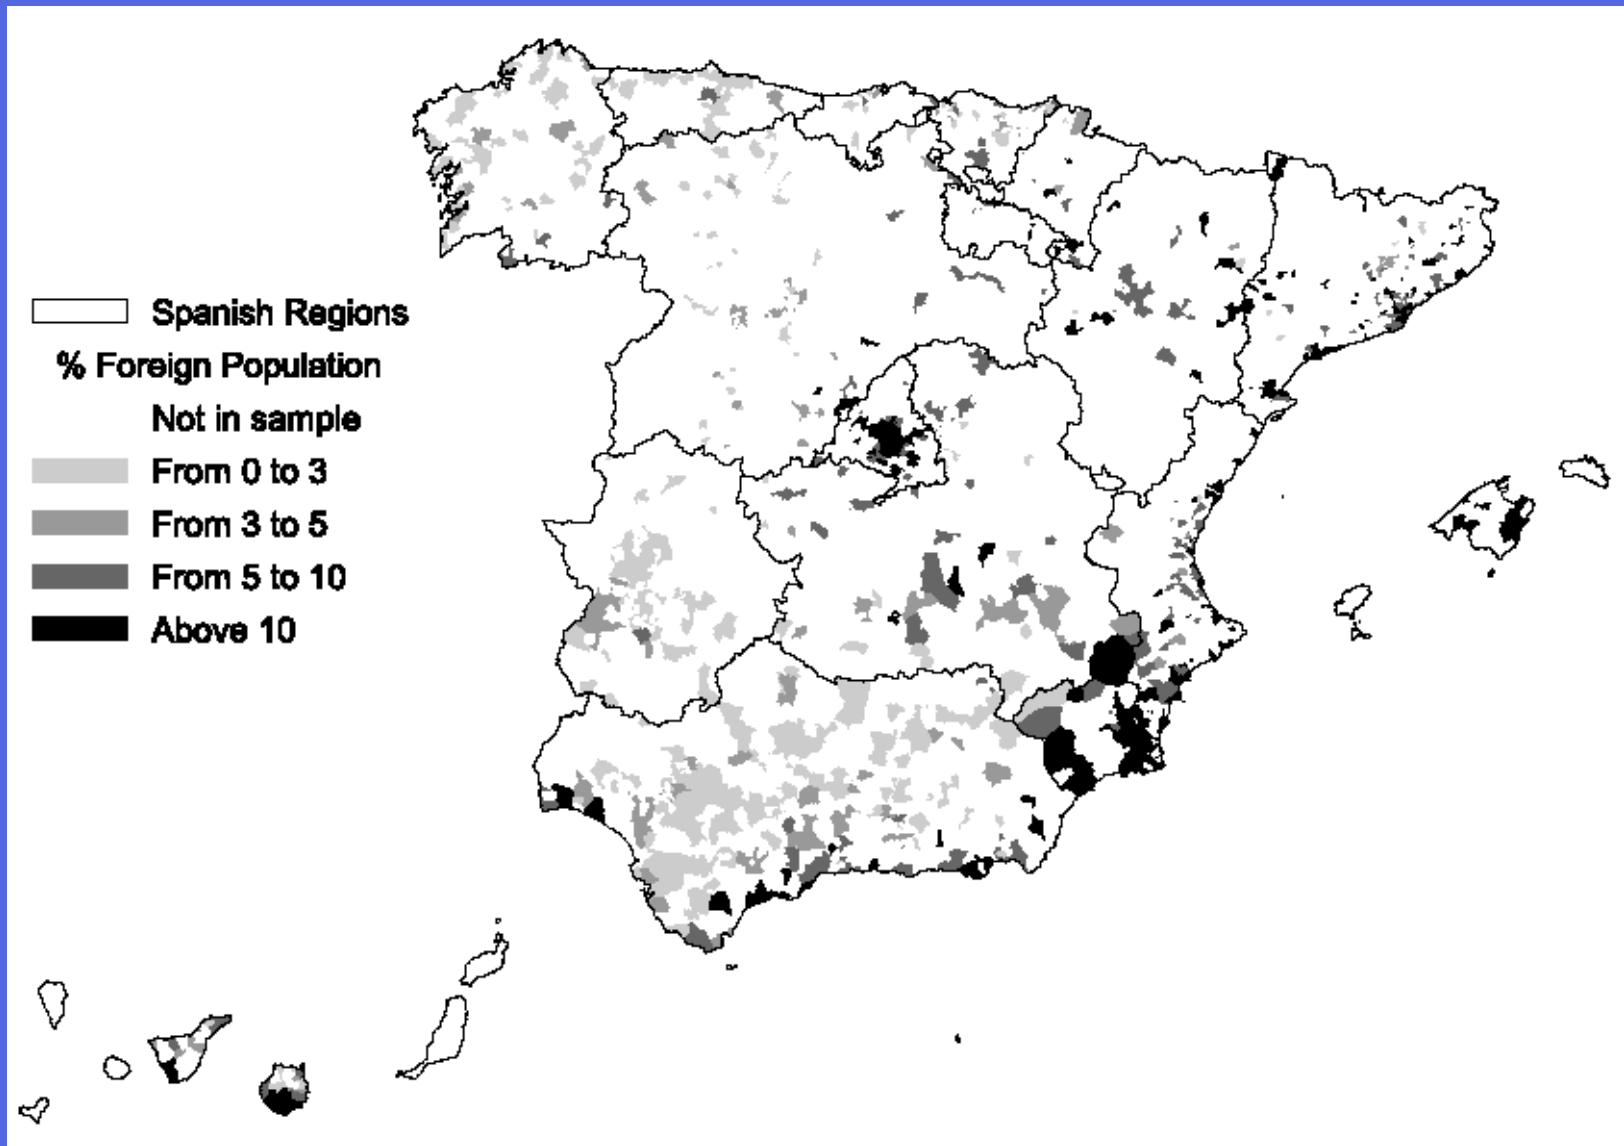 Spanish Regions
% Foreign Population
Not in sample
From 0 to 3
From 3 to 5
From 5 to 10
Above 10